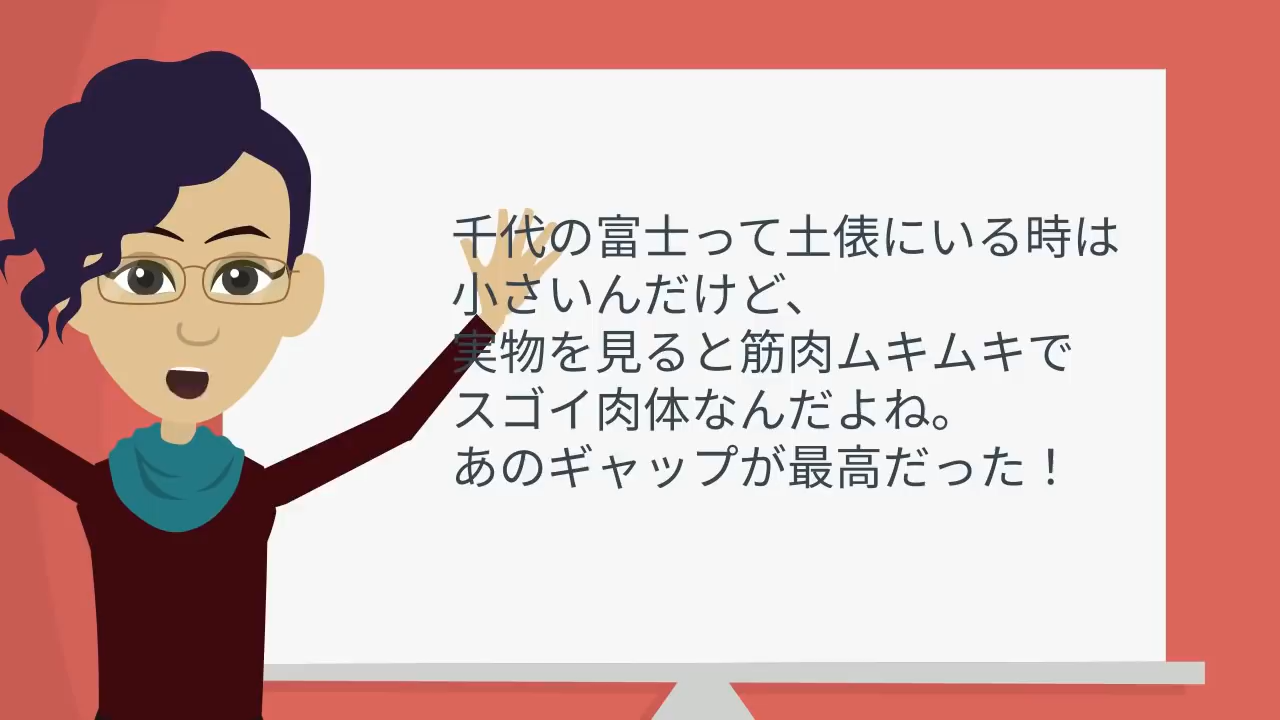 千代の富士って土俵にいる時は
小さいんだけど、
実物を見ると筋肉ムキムキで
スゴイ肉体なんだよね。
あのギャップが最高だった！